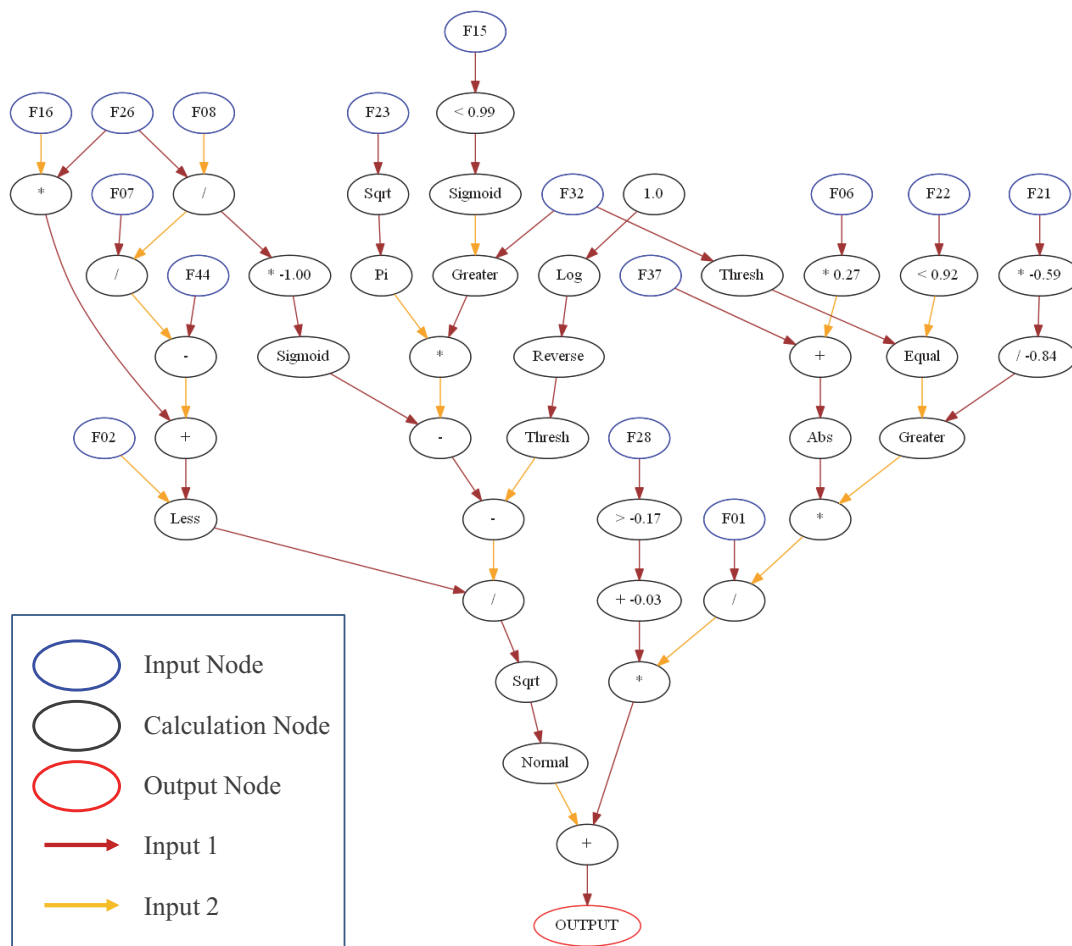 F15
F16
F26
F08
F23
< 0.99
*
F07
/
Sqrt
Sigmoid
F32
1.0
F06
F22
F21
/
F44
* -1.00
Pi
Greater
Log
F37
Thresh
* 0.27
< 0.92
* -0.59
-
Sigmoid
*
Reverse
+
Equal
/ -0.84
F02
+
-
Thresh
F28
Abs
Greater
Less
-
> -0.17
F01
*
/
+ -0.03
/
Input Node
Sqrt
*
Calculation Node
Normal
Output Node
Input 1
+
Input 2
OUTPUT